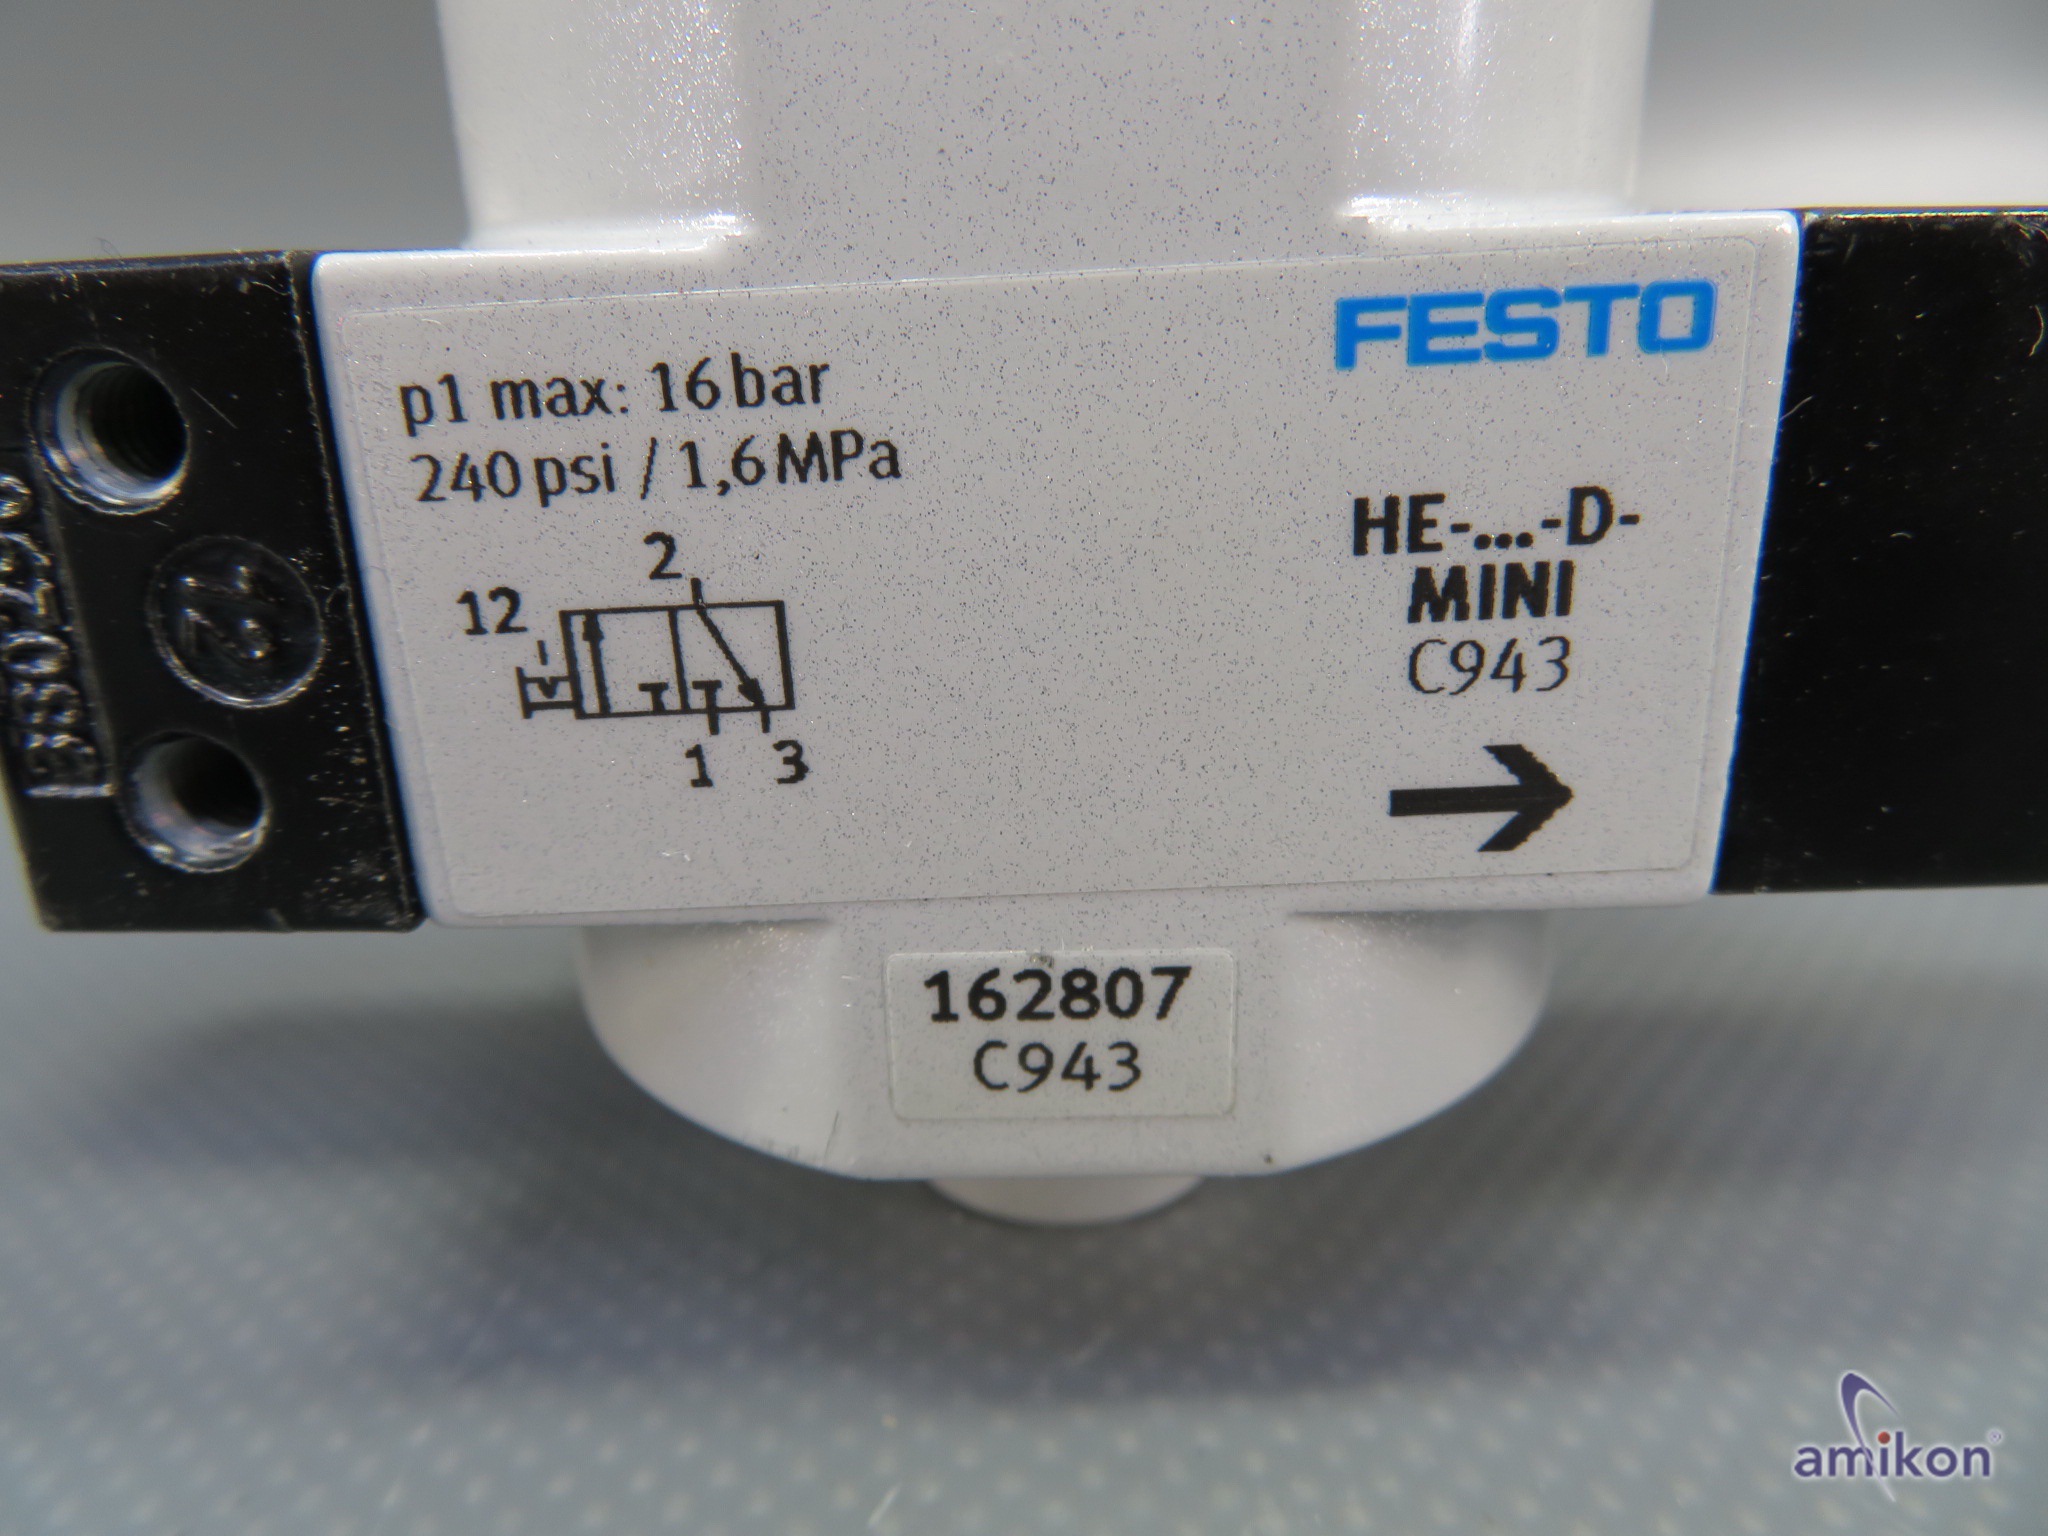 FESTO
p1 max: 16 bar
240 psi / 1,6 MPa
HE-...-D-
MINI
C943
2
12
1 3
162807
C943
amikon®